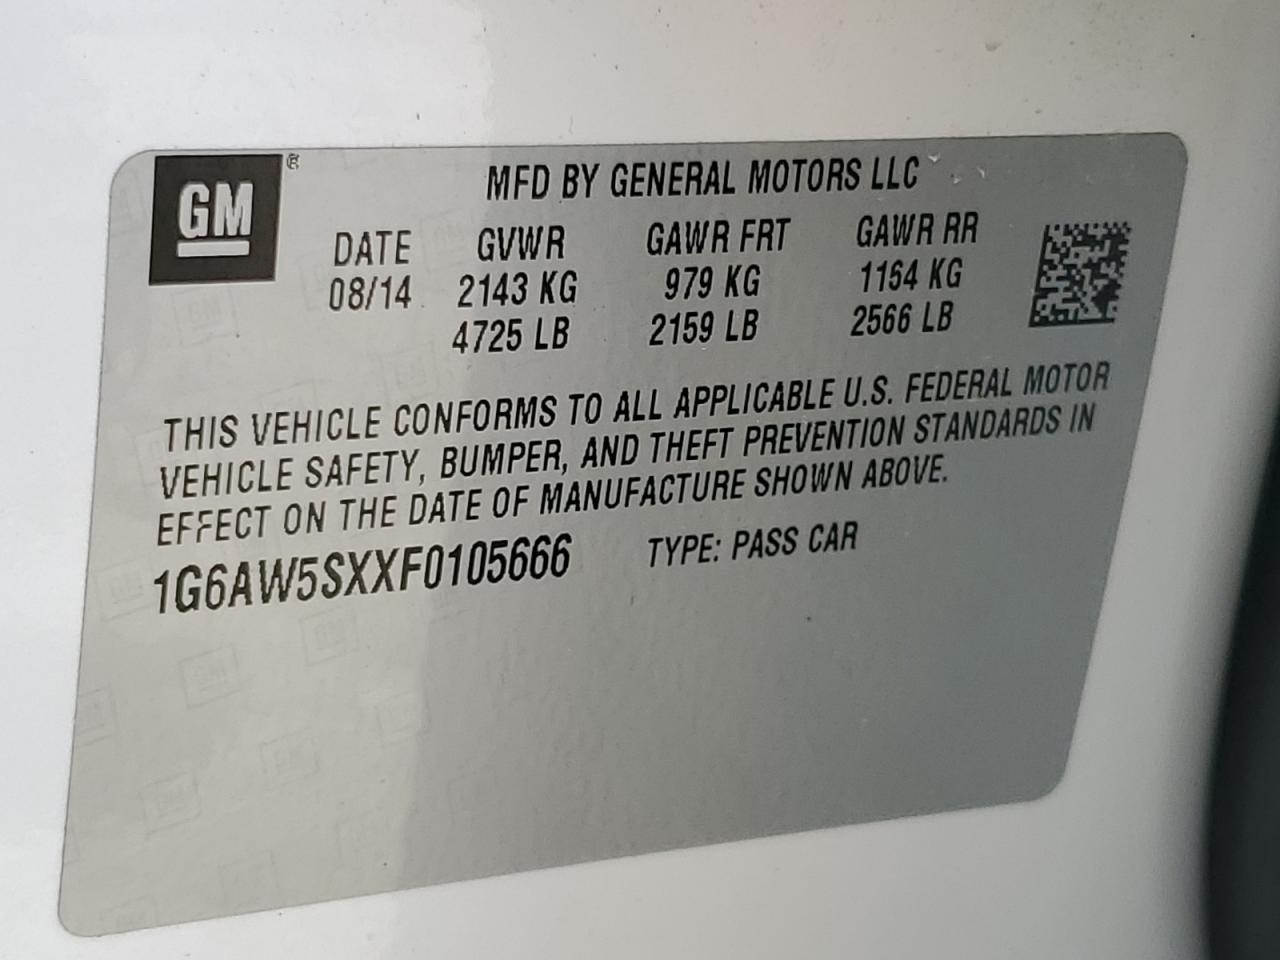 GM ®
MFD BY GENERAL MOTORS LLC
DATE GVWR GAWR FRT GAWR RR
08/14 2143 KG 979 KG 1164 KG
4725 LB 2159 LB 2566 LB
THIS VEHICLE CONFORMS TO ALL APPLICABLE U.S. FEDERAL MOTOR
VEHICLE SAFETY, BUMPER, AND THEFT PREVENTION STANDARDS IN
EFFECT ON THE DATE OF MANUFACTURE SHOWN ABOVE.
1G6AW5SXXF0105666 TYPE: PASS CAR